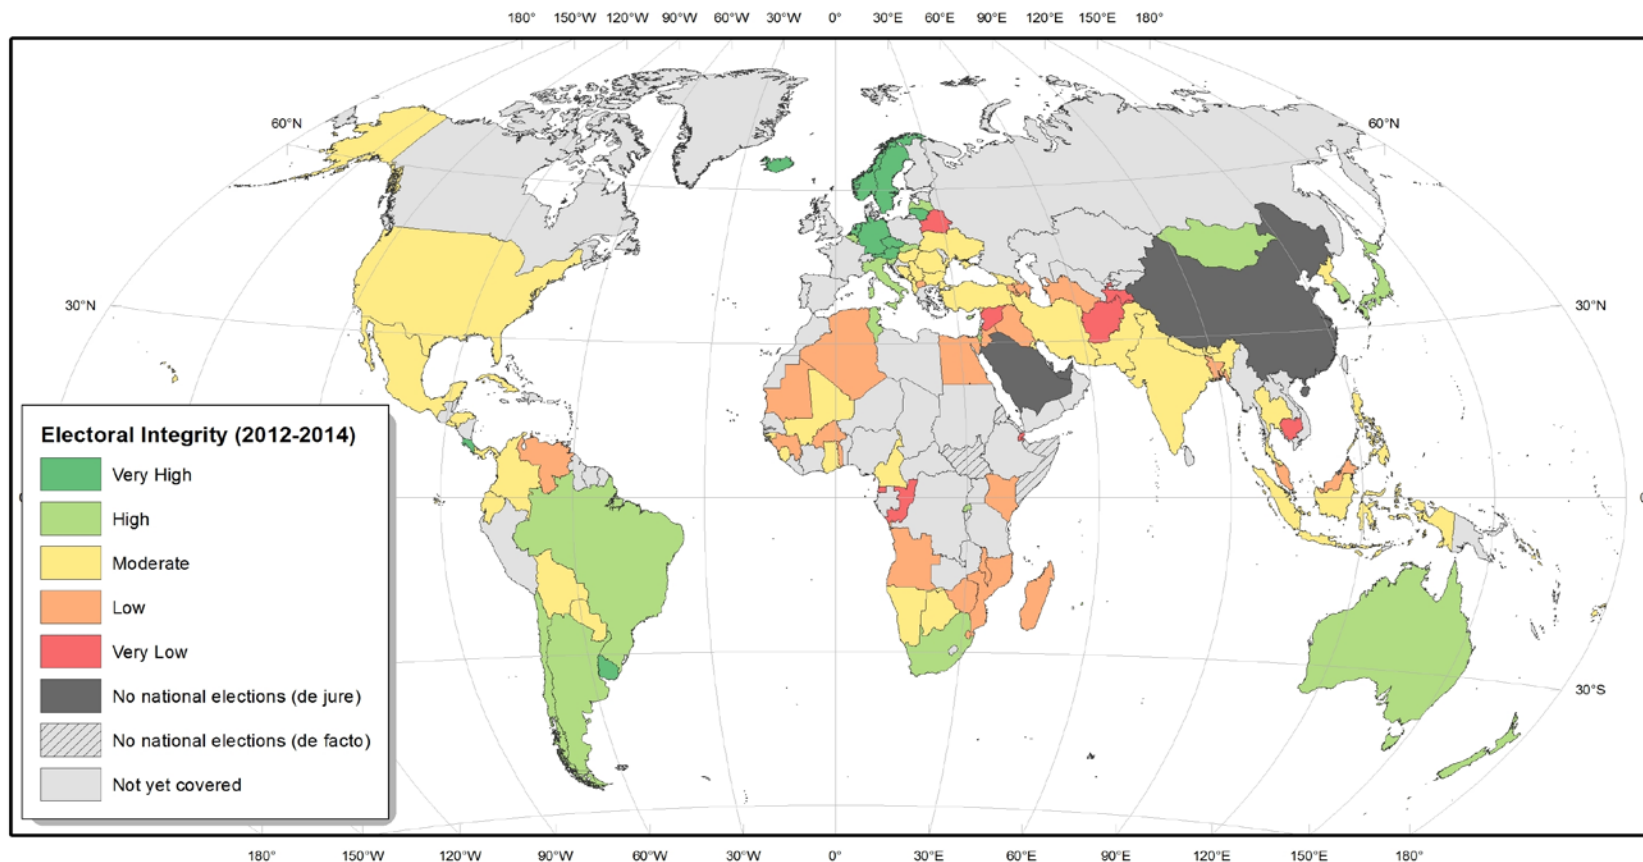 180° 150°W 120°W 90°W 60°W 30°W 0° 30°E 60°E 90°E 120°E 150°E 180°
60°N 60°N
30°N 30°N
Electoral Integrity (2012-2014)
Very High
High
Moderate
Low
Very Low
No national elections (de jure)
No national elections (de facto)
Not yet covered
30°S
180° 150°W 120°W 90°W 60°W 30°W 0° 30°E 60°E 90°E 120°E 150°E 180°